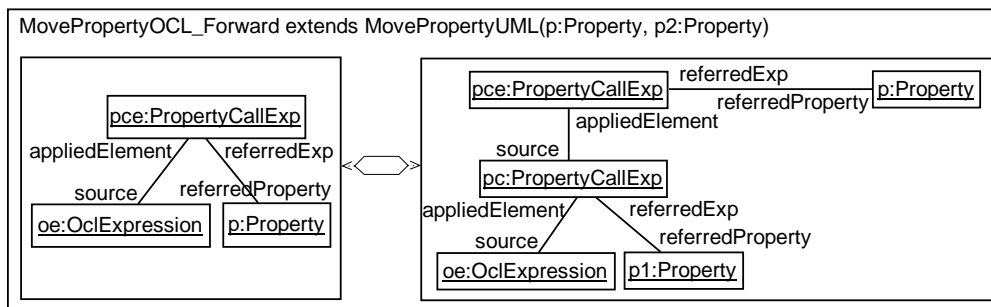 MovePropertyOCL_Forward extends MovePropertyUML(p:Property, p2:Property)
pce:PropertyCallExp
appliedElement referredExp
source referredProperty
oe:OclExpression p:Property
referredExp
pce:PropertyCallExp p:Property
referredProperty
appliedElement
source
pc:PropertyCallExp
appliedElement referredExp
source referredProperty
oe:OclExpression p1:Property